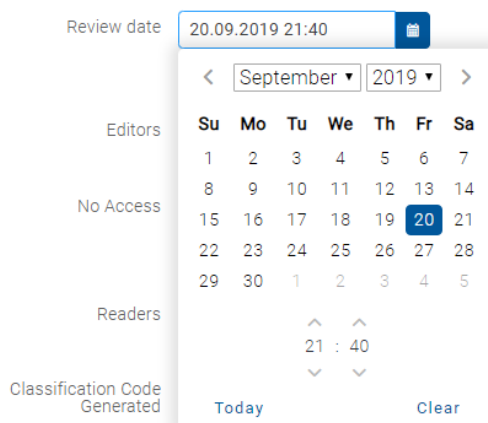 Review date 20.09.2019 21:40
< September 2019 >
Editors
Su Mo Tu We Th Fr Sa
1 2 3 4 5 6 7
No Access
8 9 10 11 12 13 14
15 16 17 18 19 20 21
22 23 24 25 26 27 28
29 30 1 2 3 4 5
Readers
21 : 40
Classification Code
Generated
Today Clear